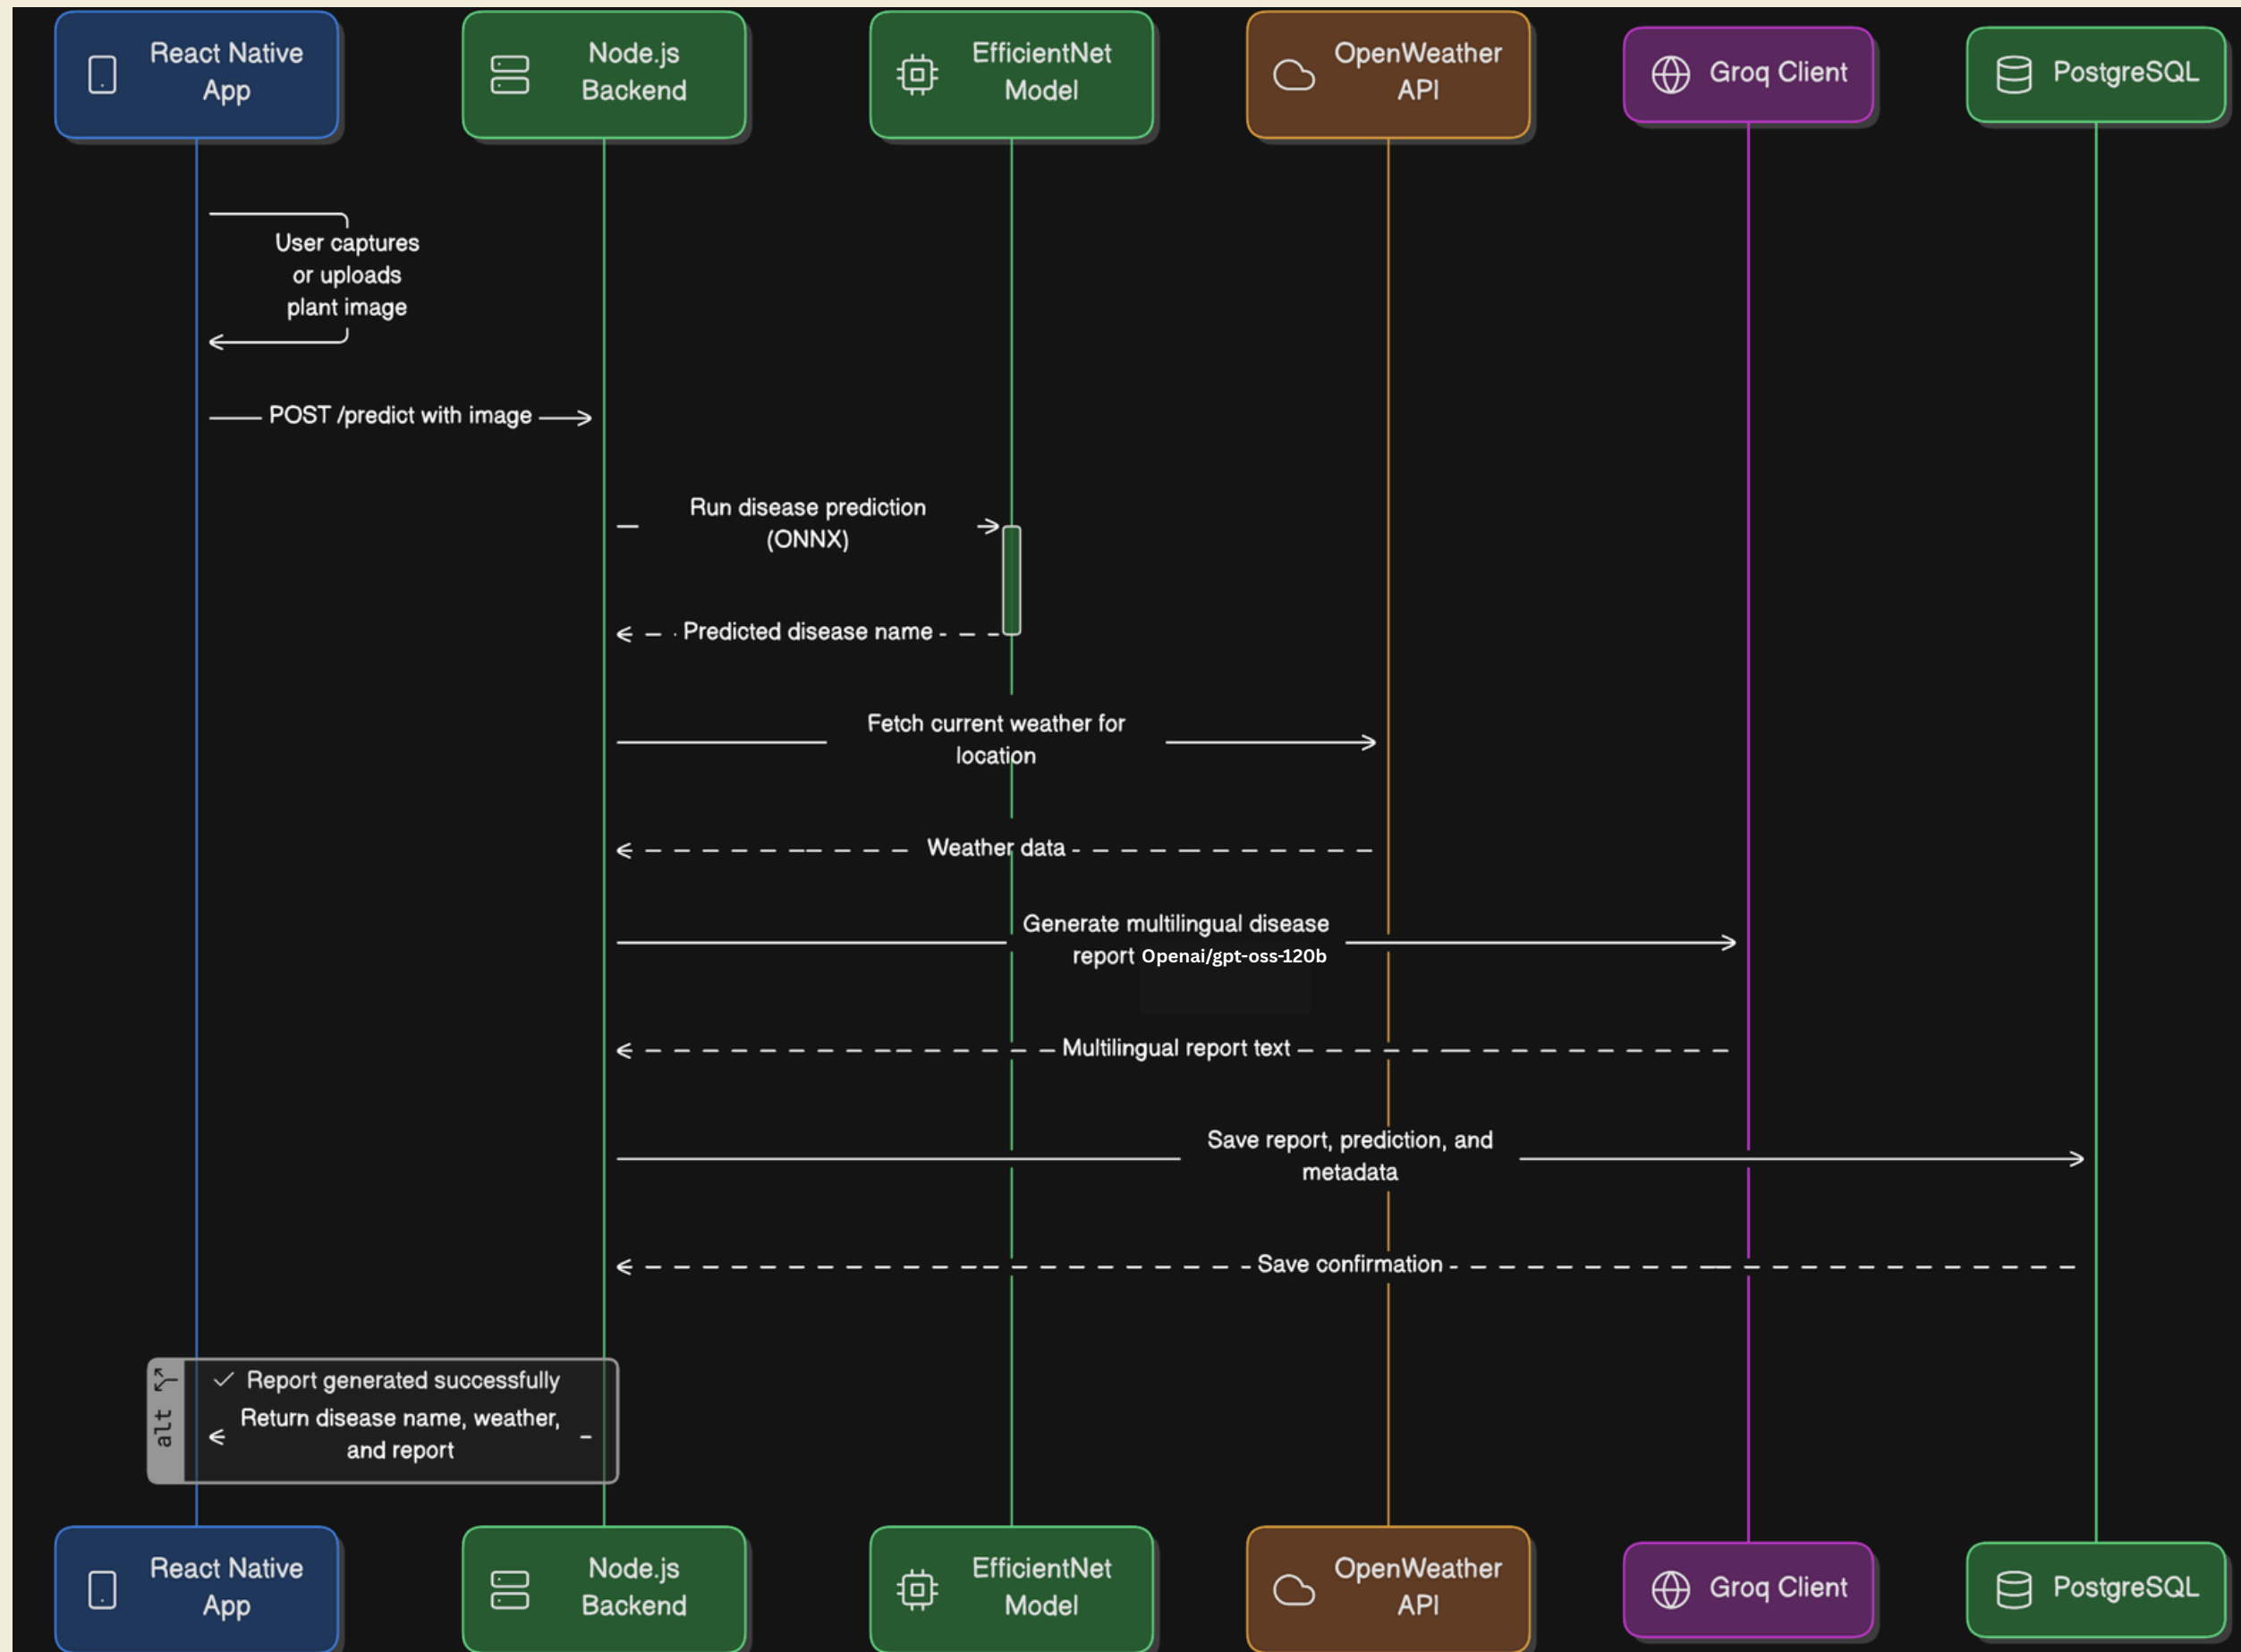 React Native
App
Node.js
Backend
EfficientNet
Model
OpenWeather
API
Groq Client
PostgreSQL
User captures
or uploads
plant image
POST /predict with image
Run disease prediction
(ONNX)
Predicted disease name
Fetch current weather for
location
Weather data
Generate multilingual disease
report Openai/gpt-oss-120b
Multilingual report text
Save report, prediction, and
metadata
Save confirmation
alt
Report generated successfully
Return disease name, weather,
and report
React Native
App
Node.js
Backend
EfficientNet
Model
OpenWeather
API
Groq Client
PostgreSQL